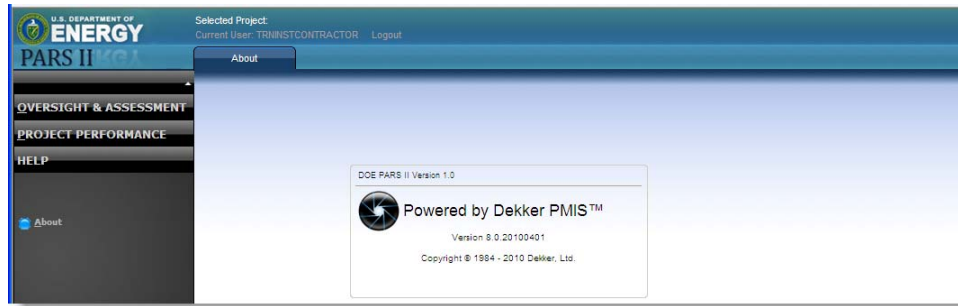 U.S. DEPARTMENT OF
ENERGY
PARS II
Selected Project:
Current User: TRNINSTCONTRACTOR Logout
About
OVERSIGHT & ASSESSMENT
PROJECT PERFORMANCE
HELP
About
DOE PARS II Version 1.0
Powered by Dekker PMIS™
Version 8.0.20100401
Copyright © 1984 - 2010 Dekker, Ltd.